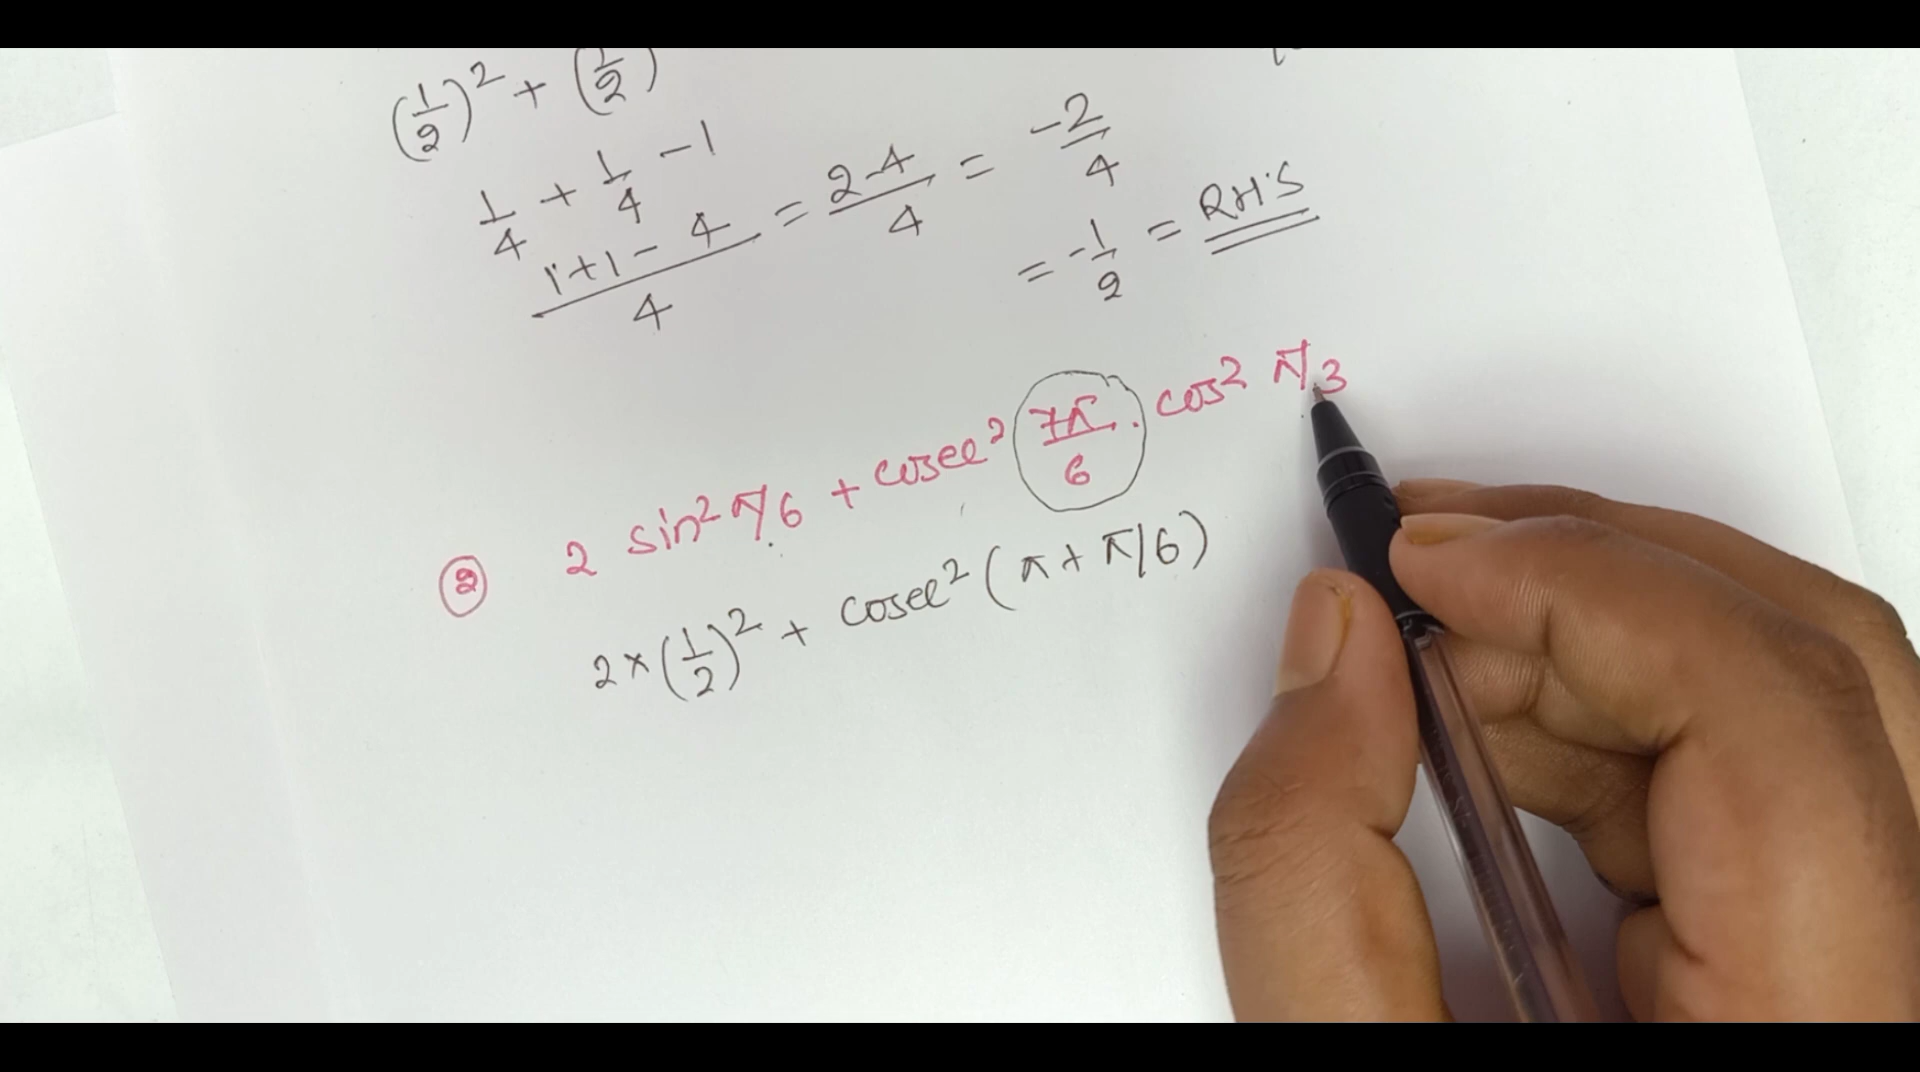 (1/2)² + (1/2)
1/4 + 1/4 - 1
(1+1-4)/4 = (2-4)/4 = -2/4
= -1/2 = RHS
② 2 sin² π/6 + cosec² 7π/6 . cos² π/3
2 × (1/2)² + cosec² (π + π/6)